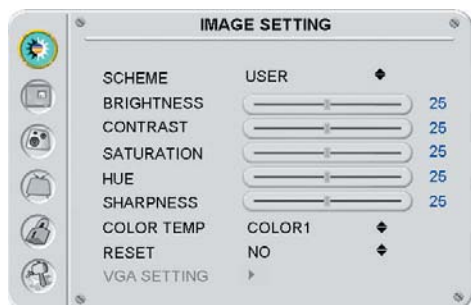 IMAGE SETTING
SCHEME USER
BRIGHTNESS 25
CONTRAST 25
SATURATION 25
HUE 25
SHARPNESS 25
COLOR TEMP COLOR1
RESET NO
VGA SETTING